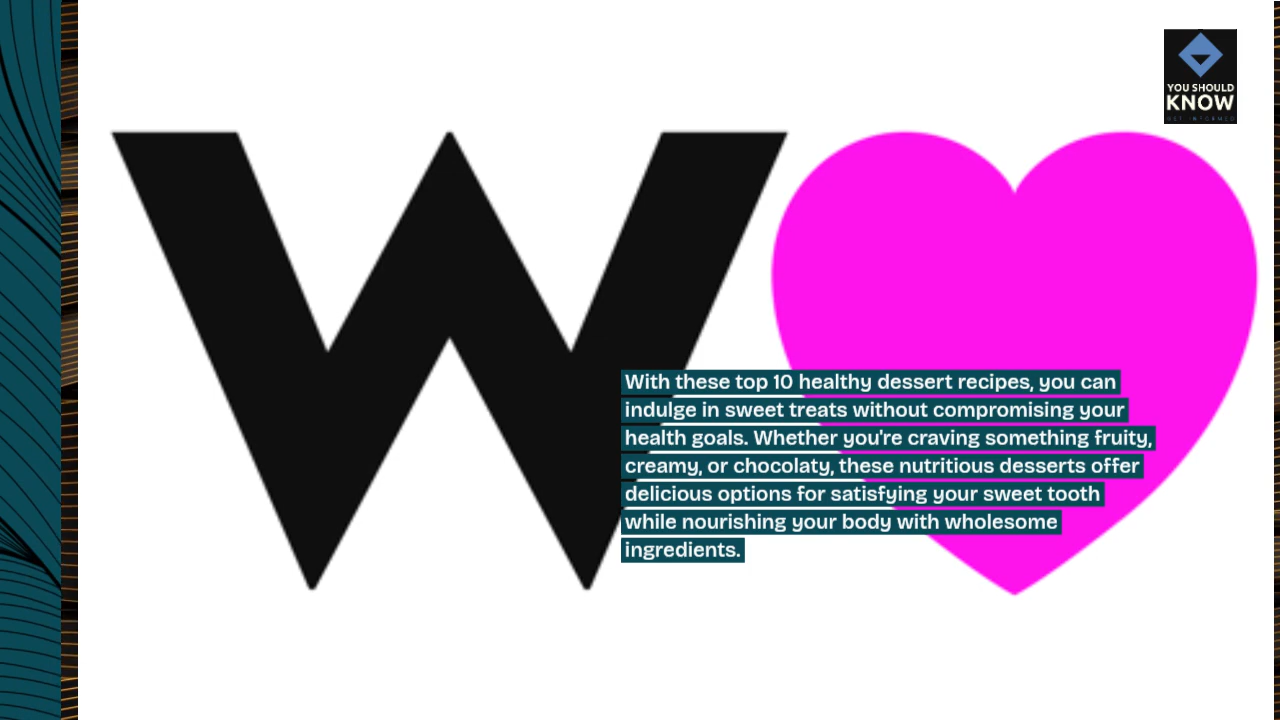 YOU SHOULD
KNOW
GET INFORMED
W
With these top 10 healthy dessert recipes, you can
indulge in sweet treats without compromising your
health goals. Whether you're craving something fruity,
creamy, or chocolaty, these nutritious desserts offer
delicious options for satisfying your sweet tooth
while nourishing your body with wholesome
ingredients.